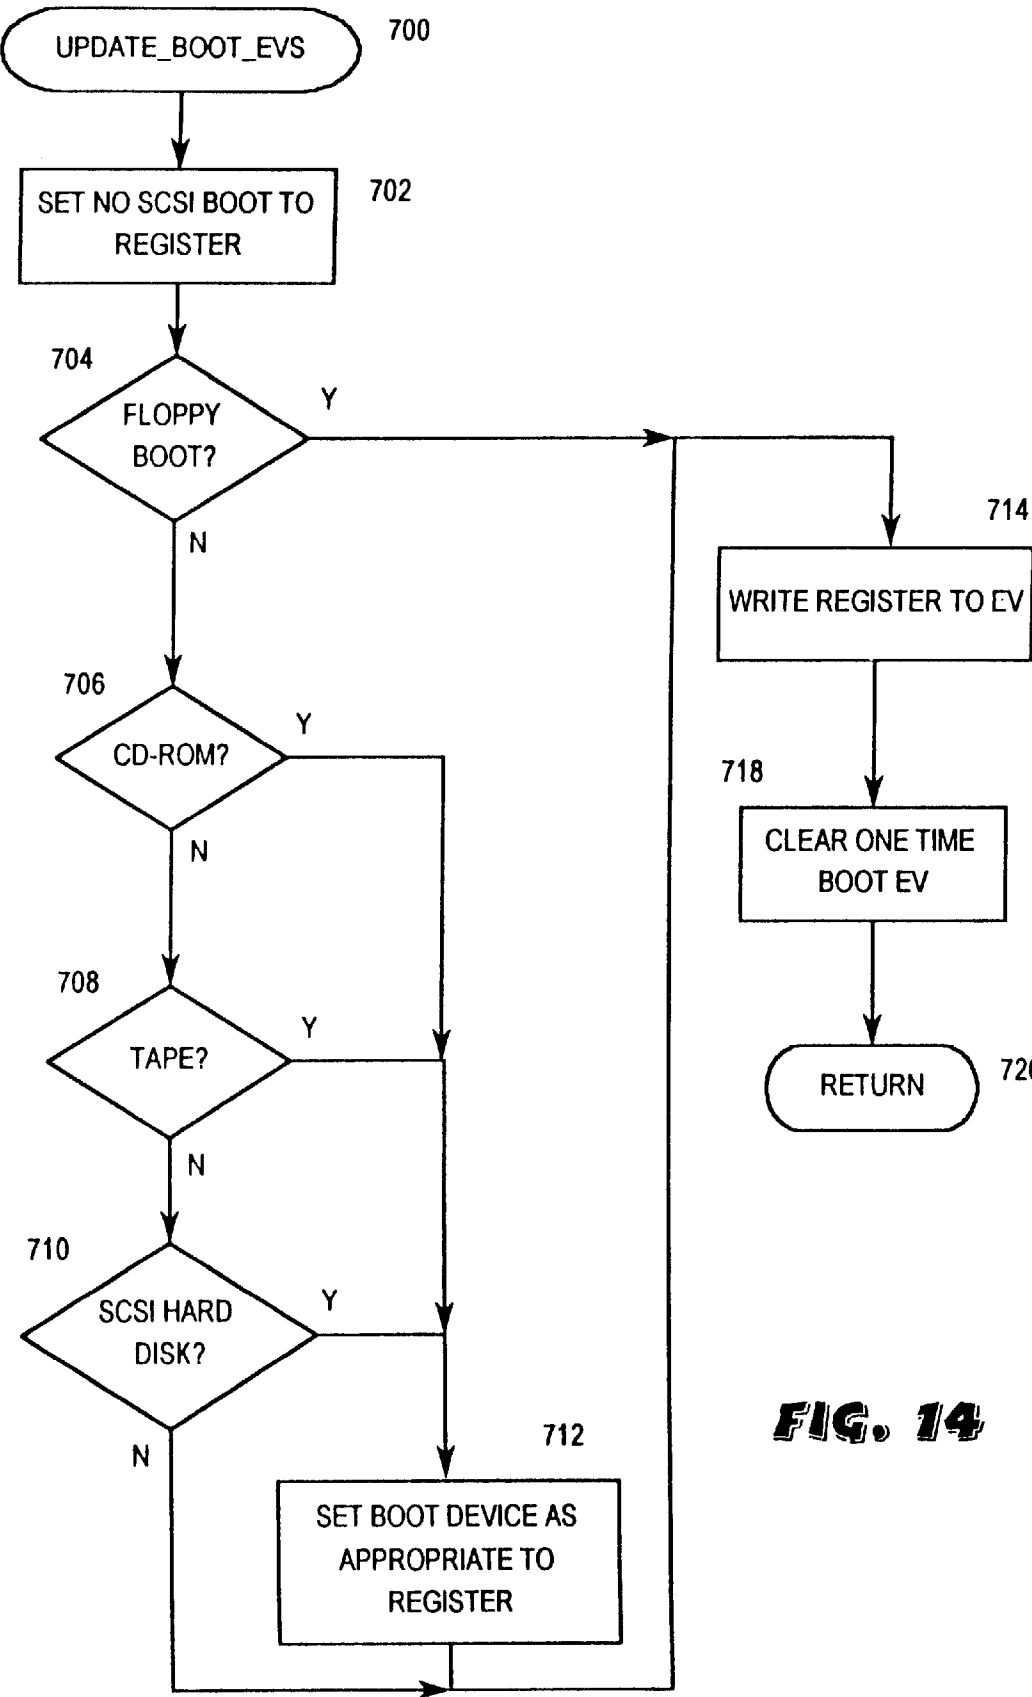 UPDATE_BOOT_EVS
700
SET NO SCSI BOOT TO
REGISTER
702
704
FLOPPY
BOOT?
Y
N
714
WRITE REGISTER TO EV
706
CD-ROM?
Y
N
718
CLEAR ONE TIME
BOOT EV
708
TAPE?
Y
N
RETURN
720
710
SCSI HARD
DISK?
Y
N
712
SET BOOT DEVICE AS
APPROPRIATE TO
REGISTER
FIG. 14